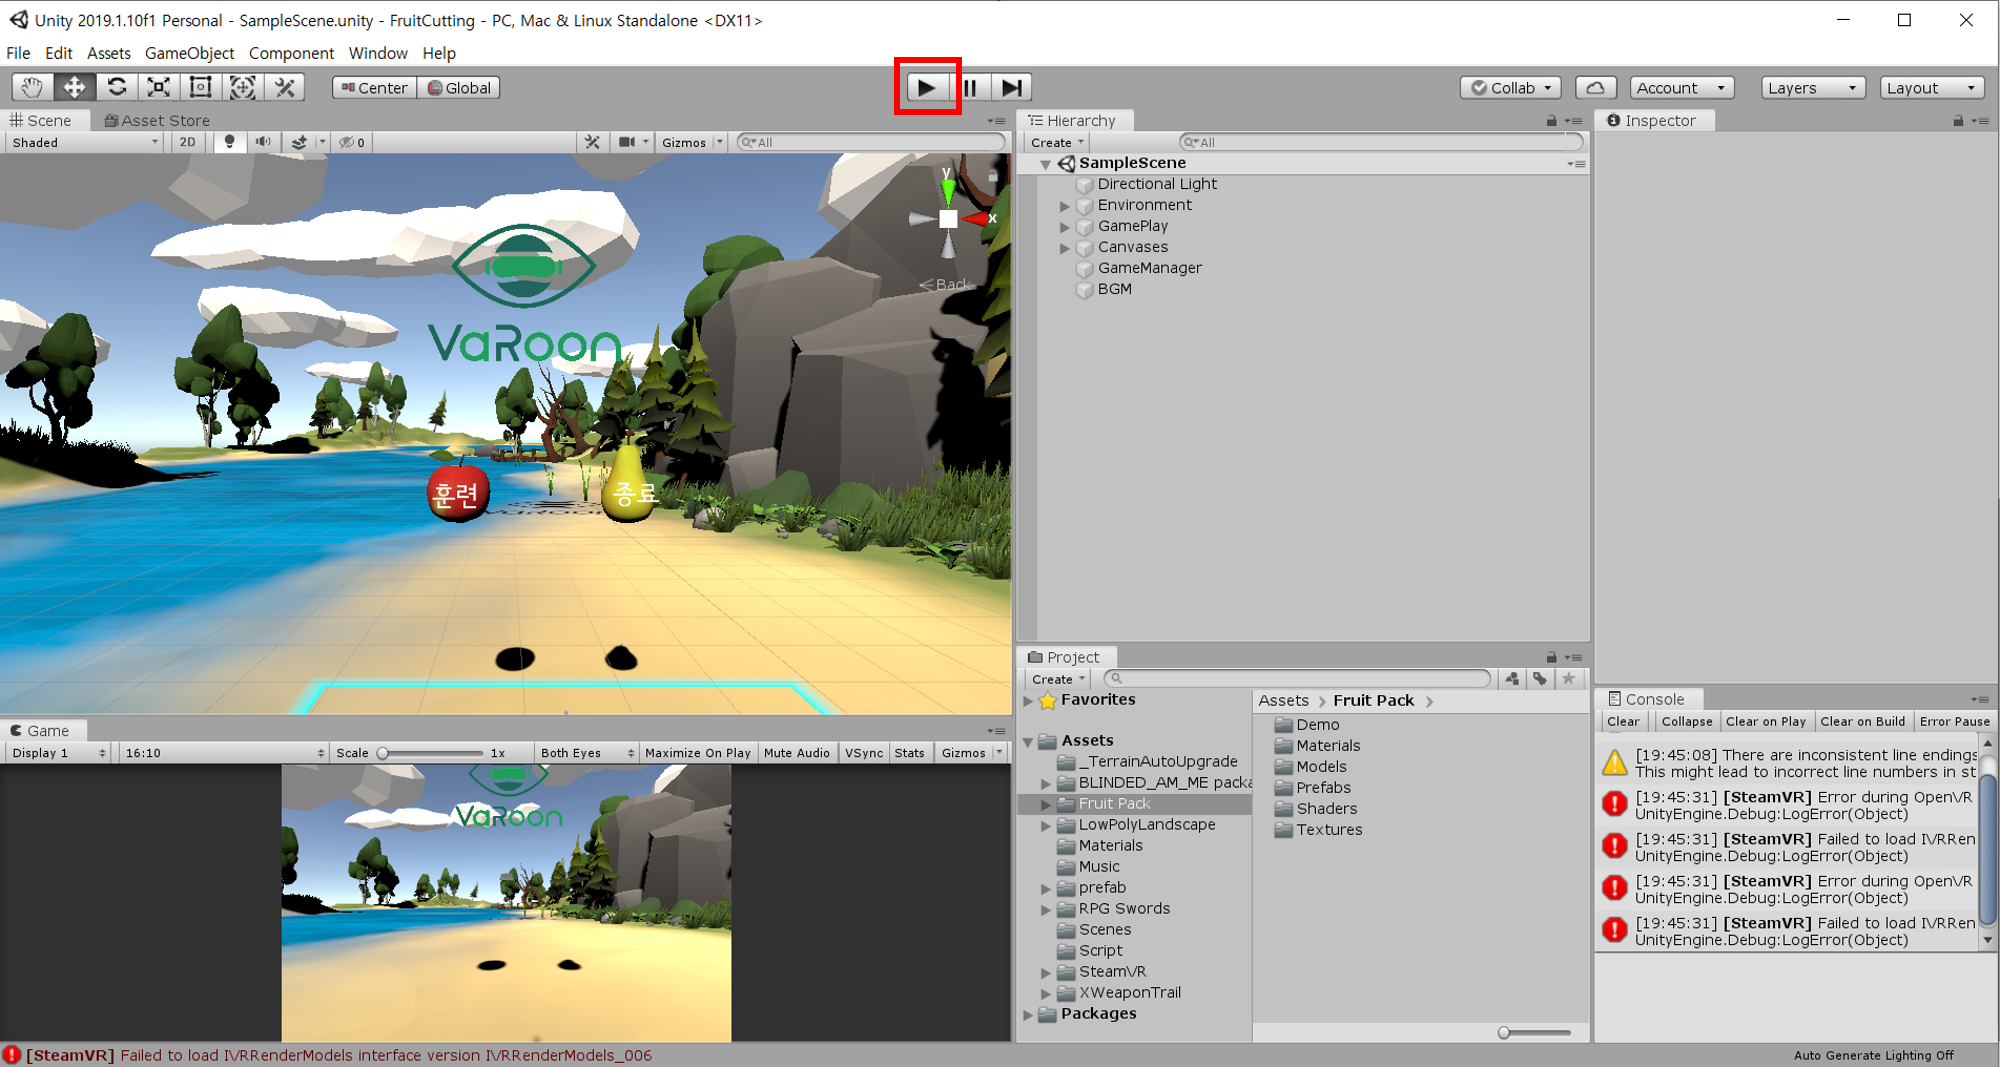 Unity 2019.1.10f1 Personal - SampleScene.unity - FruitCutting - PC, Mac & Linux Standalone <DX11>
File Edit Assets GameObject Component Window Help
Center Global
Collab Account Layers Layout
Scene Asset Store
Shaded 2D 0 Gizmos All
y
x
Back
VaRoon
훈련 종료
Hierarchy
Create All
SampleScene
Directional Light
Environment
GamePlay
Canvases
GameManager
BGM
Inspector
Game
Display 1 16:10 Scale 1x Both Eyes Maximize On Play Mute Audio VSync Stats Gizmos
VaRoon
Project
Create
Favorites
Assets
_TerrainAutoUpgrade
BLINDED_AM_ME packa
Fruit Pack
LowPolyLandscape
Materials
Music
prefab
RPG Swords
Scenes
Script
SteamVR
XWeaponTrail
Packages
Assets Fruit Pack
Demo
Materials
Models
Prefabs
Shaders
Textures
Console
Clear Collapse Clear on Play Clear on Build Error Pause
[19:45:08] There are inconsistent line endings
This might lead to incorrect line numbers in st
[19:45:31] [SteamVR] Error during OpenVR
UnityEngine.Debug:LogError(Object)
[19:45:31] [SteamVR] Failed to load IVRRen
UnityEngine.Debug:LogError(Object)
[19:45:31] [SteamVR] Error during OpenVR
UnityEngine.Debug:LogError(Object)
[19:45:31] [SteamVR] Failed to load IVRRen
UnityEngine.Debug:LogError(Object)
[SteamVR] Failed to load IVRRenderModels interface version IVRRenderModels_006
Auto Generate Lighting Off